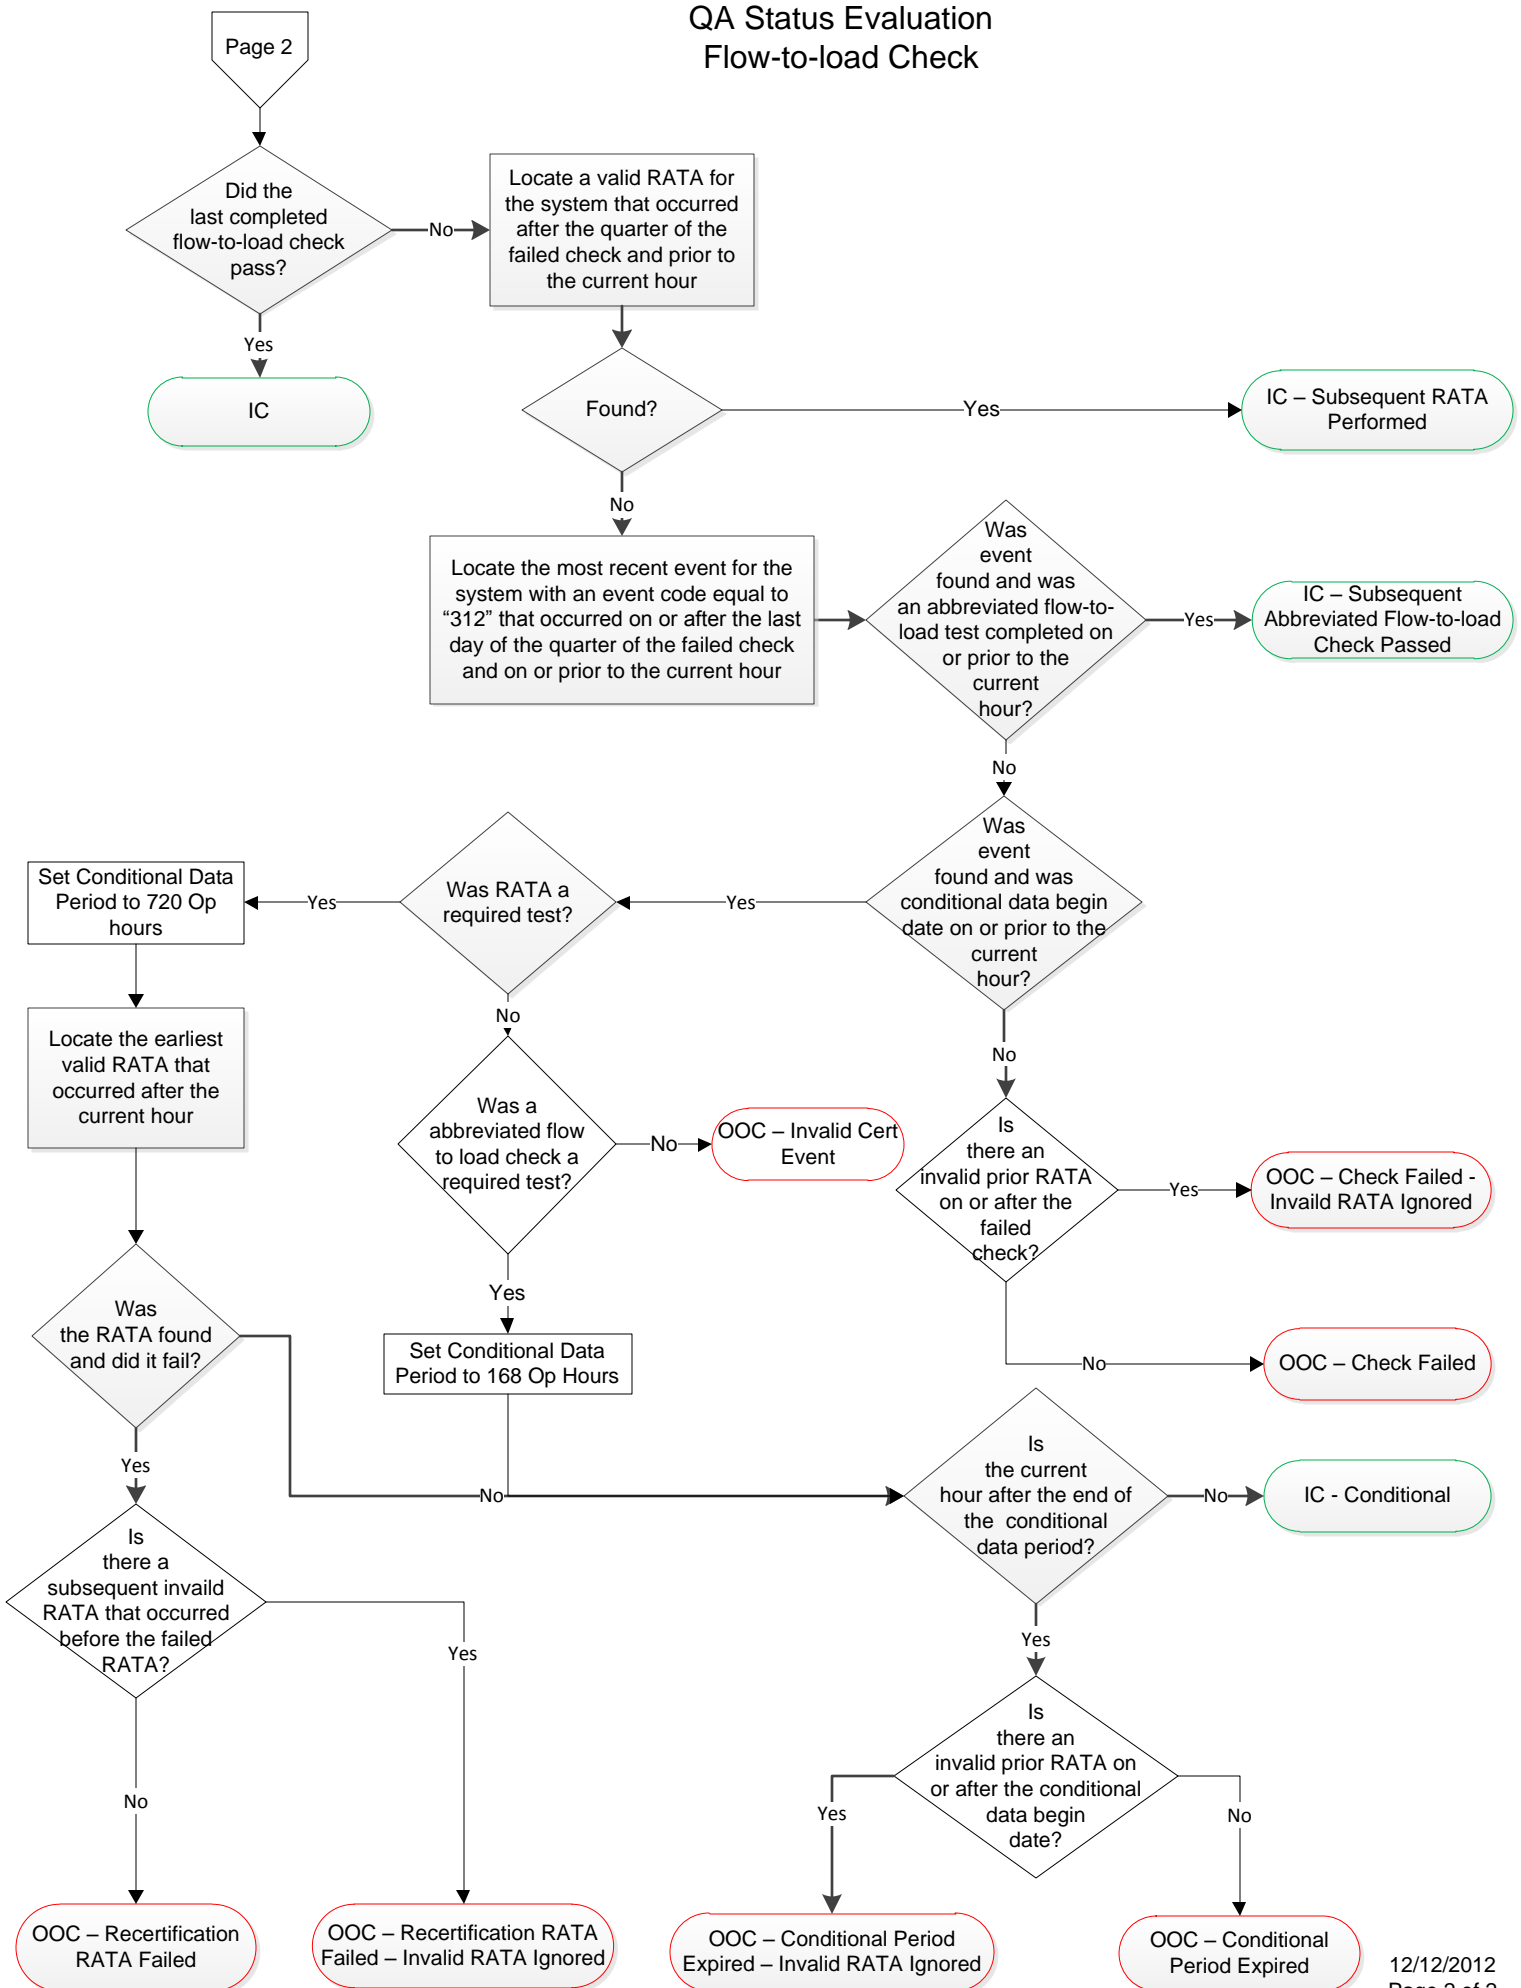 QA Status Evaluation
Flow-to-load Check
Page 2
Did the
last completed
flow-to-load check
pass?
No
Locate a valid RATA for
the system that occurred
after the quarter of the
failed check and prior to
the current hour
Yes
IC
Found?
Yes
IC – Subsequent RATA
Performed
No
Locate the most recent event for the
system with an event code equal to
“312” that occurred on or after the last
day of the quarter of the failed check
and on or prior to the current hour
Was
event
found and was
an abbreviated flow-to-
load test completed on
or prior to the
current
hour?
Yes
IC – Subsequent
Abbreviated Flow-to-load
Check Passed
No
Was
event
found and was
conditional data begin
date on or prior to the
current
hour?
Yes
Was RATA a
required test?
Yes
Set Conditional Data
Period to 720 Op
hours
Locate the earliest
valid RATA that
occurred after the
current hour
No
Was a
abbreviated flow
to load check a
required test?
No
OOC – Invalid Cert
Event
No
Is
there an
invalid prior RATA
on or after the
failed
check?
Yes
OOC – Check Failed -
Invaild RATA Ignored
No
OOC – Check Failed
Yes
Set Conditional Data
Period to 168 Op Hours
Was
the RATA found
and did it fail?
No
Yes
Is
the current
hour after the end of
the conditional
data period?
No
IC - Conditional
Is
there a
subsequent invaild
RATA that occurred
before the failed
RATA?
Yes
No
Yes
Is
there an
invalid prior RATA on
or after the conditional
data begin
date?
Yes
No
OOC – Recertification
RATA Failed
OOC – Recertification RATA
Failed – Invalid RATA Ignored
OOC – Conditional Period
Expired – Invalid RATA Ignored
OOC – Conditional
Period Expired
12/12/2012